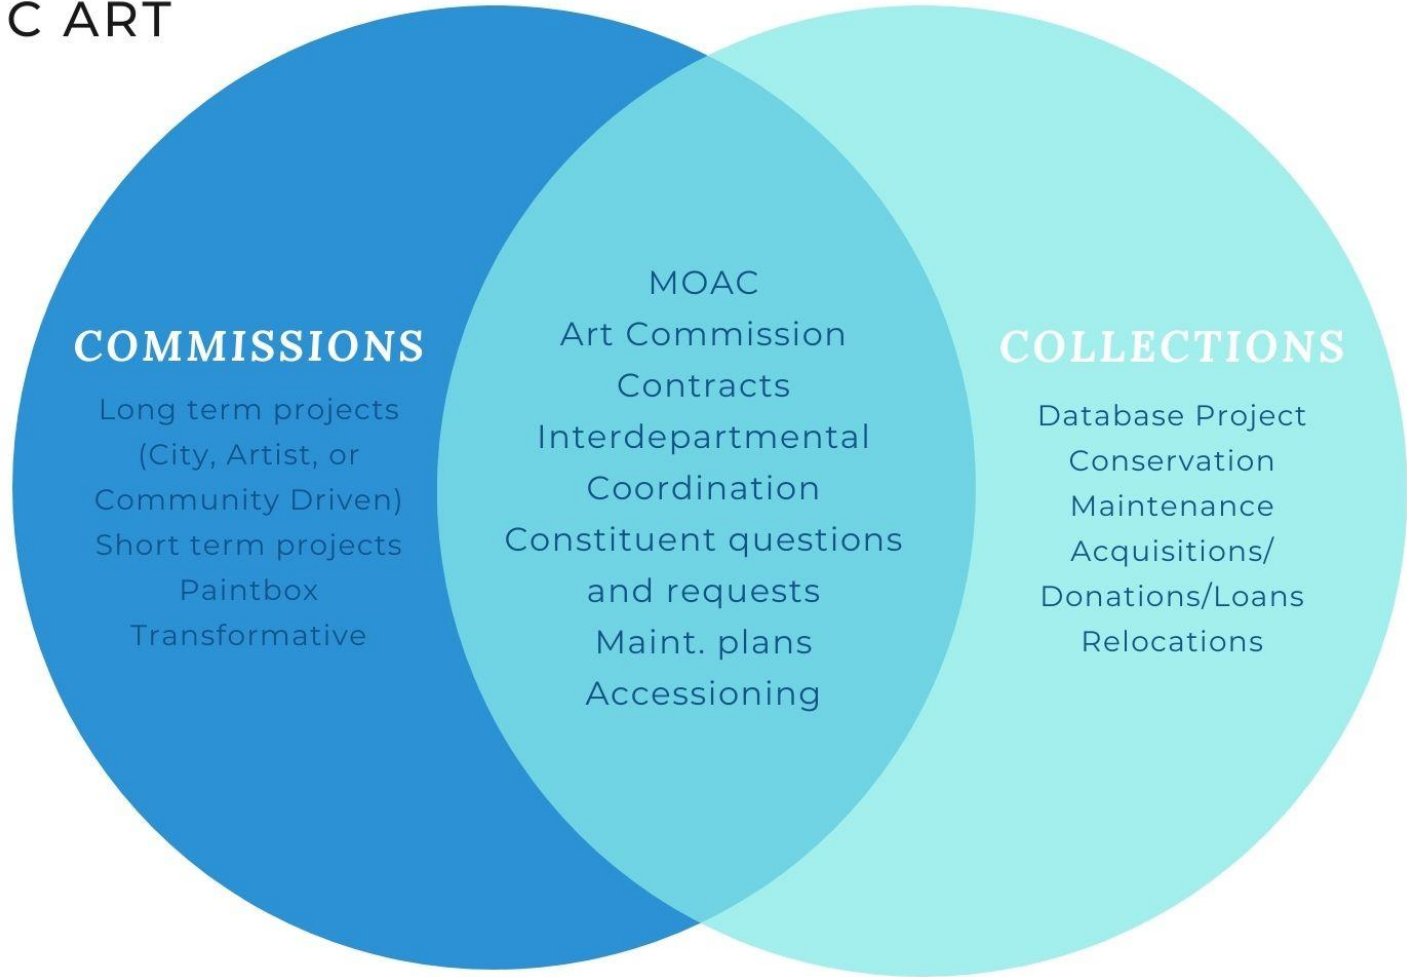 C ART
COMMISSIONS
Long term projects
(City, Artist, or
Community Driven)
Short term projects
Paintbox
Transformative
MOAC
Art Commission
Contracts
Interdepartmental
Coordination
Constituent questions
and requests
Maint. plans
Accessioning
COLLECTIONS
Database Project
Conservation
Maintenance
Acquisitions/
Donations/Loans
Relocations